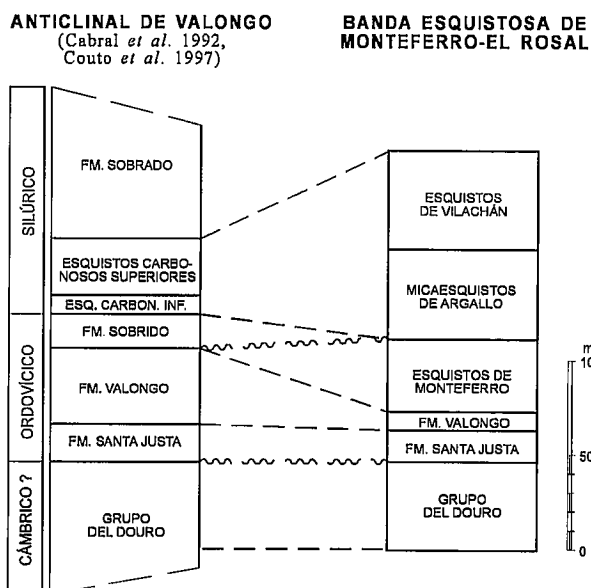 ANTICLINAL DE VALONGO
(Cabral et al. 1992,
Couto et al. 1997)
BANDA ESQUISTOSA DE
MONTEFERRO-EL ROSAL
SILÚRICO
ORDOVÍCICO
CÂMBRICO ?
FM. SOBRADO
ESQUISTOS CARBO-
NOSOS SUPERIORES
ESQ. CARBON. INF.
FM. SOBRIDO
FM. VALONGO
FM. SANTA JUSTA
GRUPO
DEL DOURO
ESQUISTOS
DE VILACHÁN
MICAESQUISTOS
DE ARGALLO
ESQUISTOS DE
MONTEFERRO
FM. VALONGO
FM. SANTA JUSTA
GRUPO
DEL DOURO
m
10
50
0